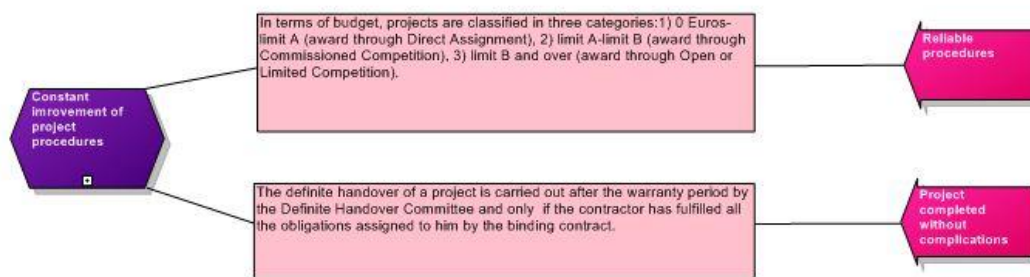 In terms of budget, projects are classified in three categories:1) 0 Euros-
limit A (award through Direct Assignment), 2) limit A-limit B (award through
Commissioned Competition), 3) limit B and over (award through Open or
Limited Competition).
Reliable
procedures
Constant
imrovement of
project
procedures
The definite handover of a project is carried out after the warranty period by
the Definite Handover Committee and only if the contractor has fulfilled all
the obligations assigned to him by the binding contract.
Project
completed
without
complications